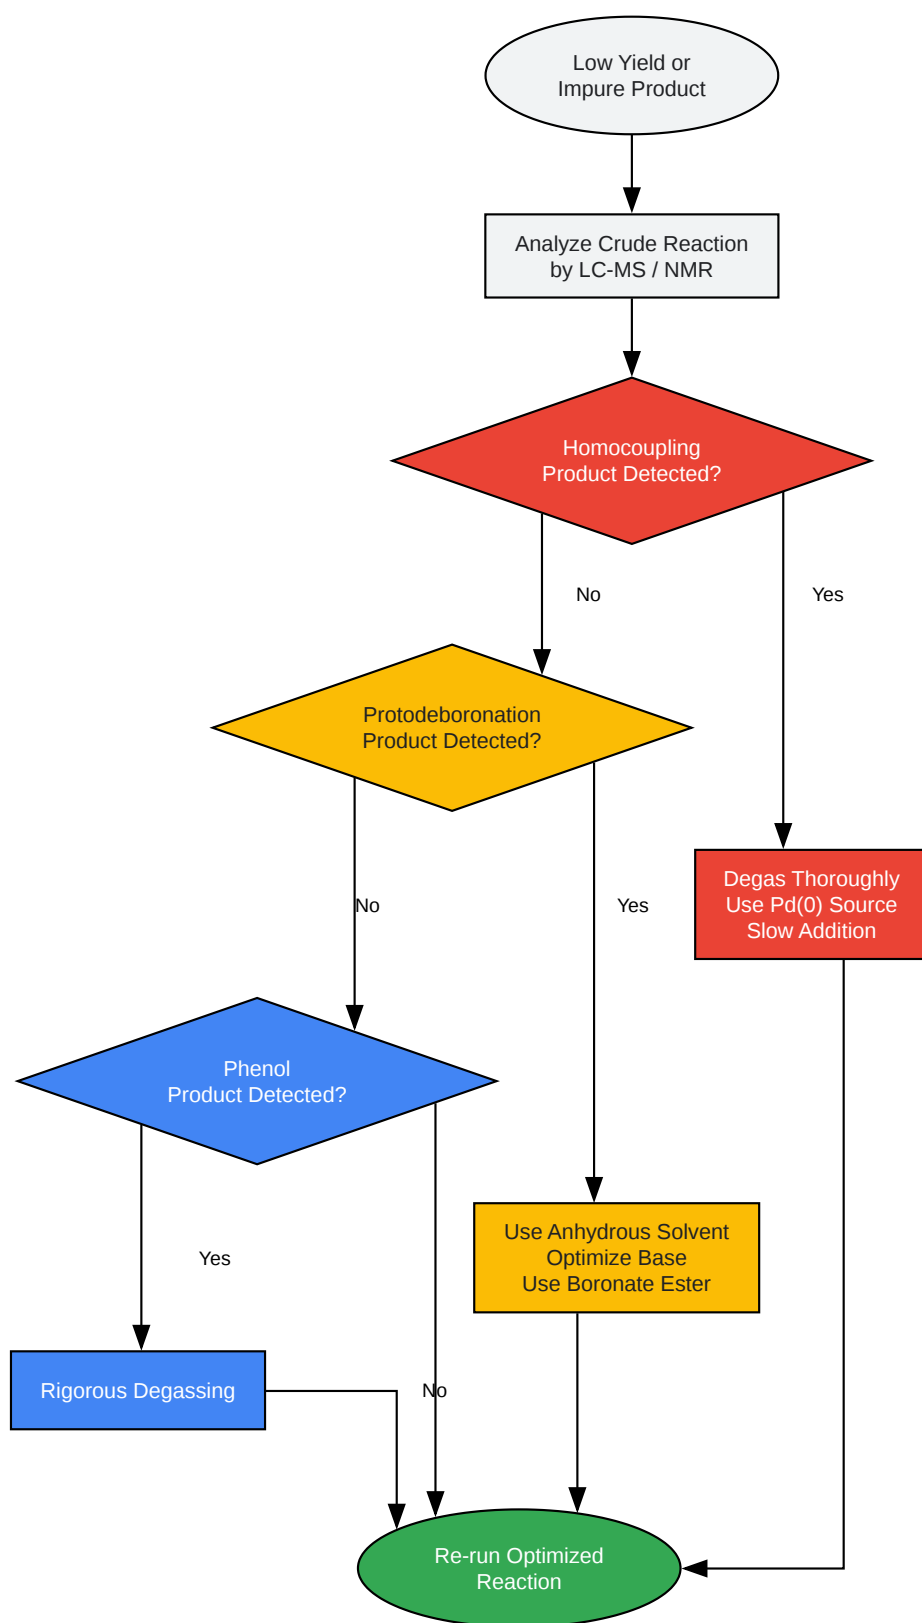 Low Yield or
Impure Product
Analyze Crude Reaction
by LC-MS / NMR
Homocoupling
Product Detected?
No
Yes
Protodeboronation
Product Detected?
Degas Thoroughly
Use Pd(0) Source
Slow Addition
No
Yes
Phenol
Product Detected?
Use Anhydrous Solvent
Optimize Base
Use Boronate Ester
Yes
Rigorous Degassing
No
Re-run Optimized
Reaction